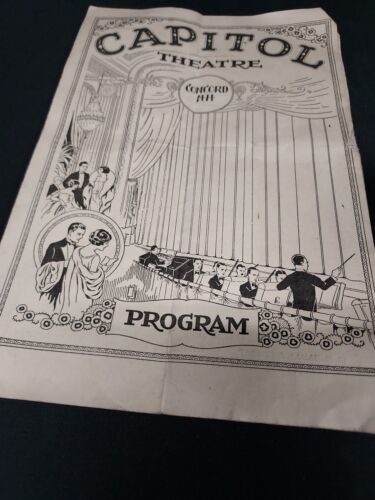 CAPITOL
THEATRE
CONCORD
N.H.
PROGRAM